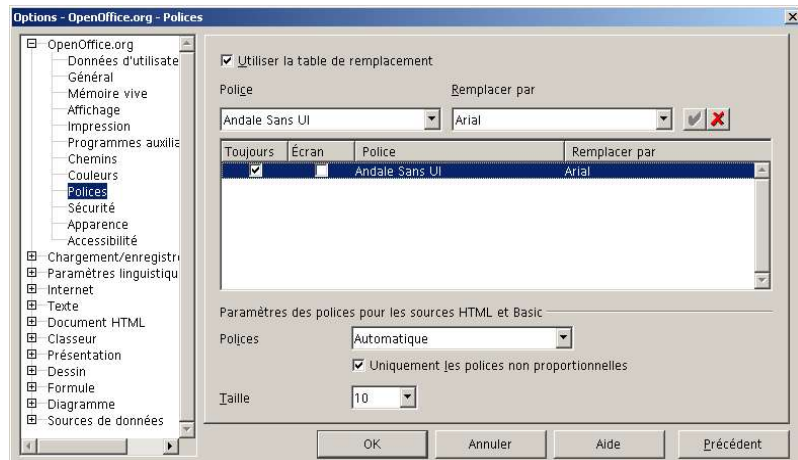 Options - OpenOffice.org - Polices
OpenOffice.org
Données d'utilisate
Général
Mémoire vive
Affichage
Impression
Programmes auxilia
Chemins
Couleurs
Polices
Sécurité
Apparence
Accessibilité
Chargement/enregistr
Paramètres linguistiqu
Internet
Texte
Document HTML
Classeur
Présentation
Dessin
Formule
Diagramme
Sources de données
Utiliser la table de remplacement
Police Remplacer par
Andale Sans UI Arial
Toujours Écran Police Remplacer par
Andale Sans UI Arial
Paramètres des polices pour les sources HTML et Basic
Polices Automatique
Uniquement les polices non proportionnelles
Taille 10
OK Annuler Aide Précédent